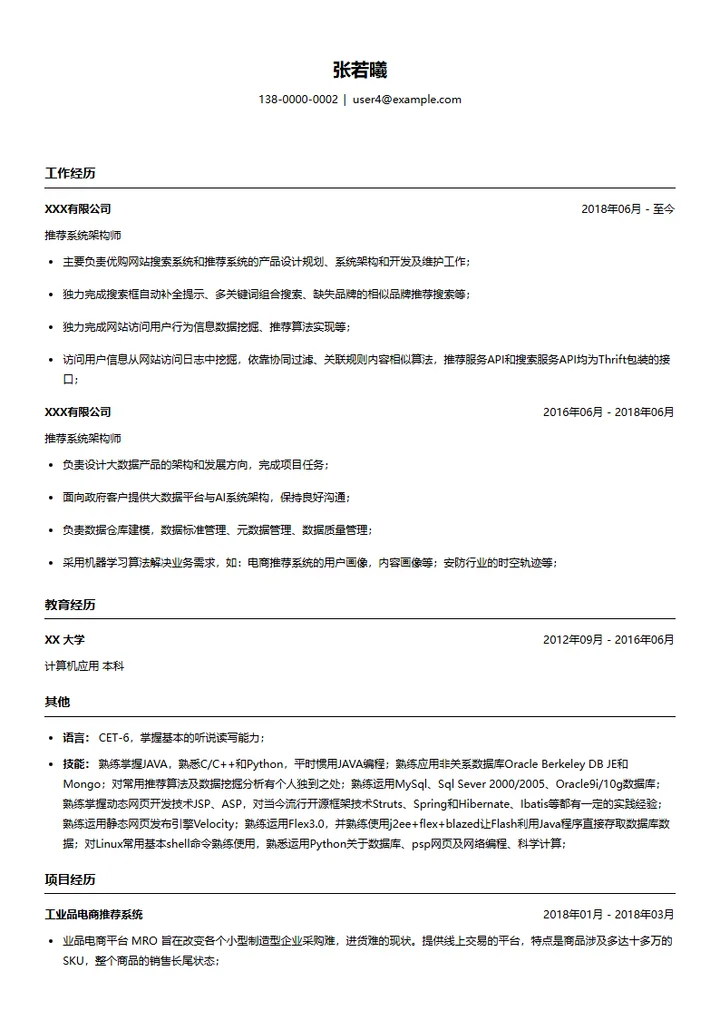 张若曦
138-0000-0002 | user4@example.com
工作经历
XXX有限公司 2018年06月 - 至今
推荐系统架构师
• 主要负责优购网站搜索系统和推荐系统的产品设计规划、系统架构和开发及维护工作；
• 独力完成搜索框自动补全提示、多关键词组合搜索、缺失品牌的相似品牌推荐搜索等；
• 独力完成网站访问用户行为信息数据挖掘、推荐算法实现等；
• 访问用户信息从网站访问日志中挖掘，依靠协同过滤、关联规则内容相似算法，推荐服务API和搜索服务API均为Thrift包装的接
口；
XXX有限公司 2016年06月 - 2018年06月
推荐系统架构师
• 负责设计大数据产品的架构和发展方向，完成项目任务；
• 面向政府客户提供大数据平台与AI系统架构，保持良好沟通；
• 负责数据仓库建模，数据标准管理、元数据管理、数据质量管理；
• 采用机器学习算法解决业务需求，如：电商推荐系统的用户画像，内容画像等；安防行业的时空轨迹等；
教育经历
XX 大学 2012年09月 - 2016年06月
计算机应用 本科
其他
• 语言： CET-6，掌握基本的听说读写能力；
• 技能： 熟练掌握JAVA，熟悉C/C++和Python，平时惯用JAVA编程；熟练应用非关系数据库Oracle Berkeley DB JE和
Mongo；对常用推荐算法及数据挖掘分析有个人独到之处；熟练运用MySql、Sql Sever 2000/2005、Oracle9i/10g数据库；
熟练掌握动态网页开发技术JSP、ASP，对当今流行开源框架技术Struts、Spring和Hibernate、Ibatis等都有一定的实践经验；
熟练运用静态网页发布引擎Velocity；熟练运用Flex3.0，并熟练使用j2ee+flex+blazed让Flash利用Java程序直接存取数据库数
据；对Linux常用基本shell命令熟练使用，熟悉运用Python关于数据库、psp网页及网络编程、科学计算；
项目经历
工业品电商推荐系统 2018年01月 - 2018年03月
• 业品电商平台 MRO 旨在改变各个小型制造型企业采购难，进货难的现状。提供线上交易的平台，特点是商品涉及多达十多万的
SKU，整个商品的销售长尾状态；